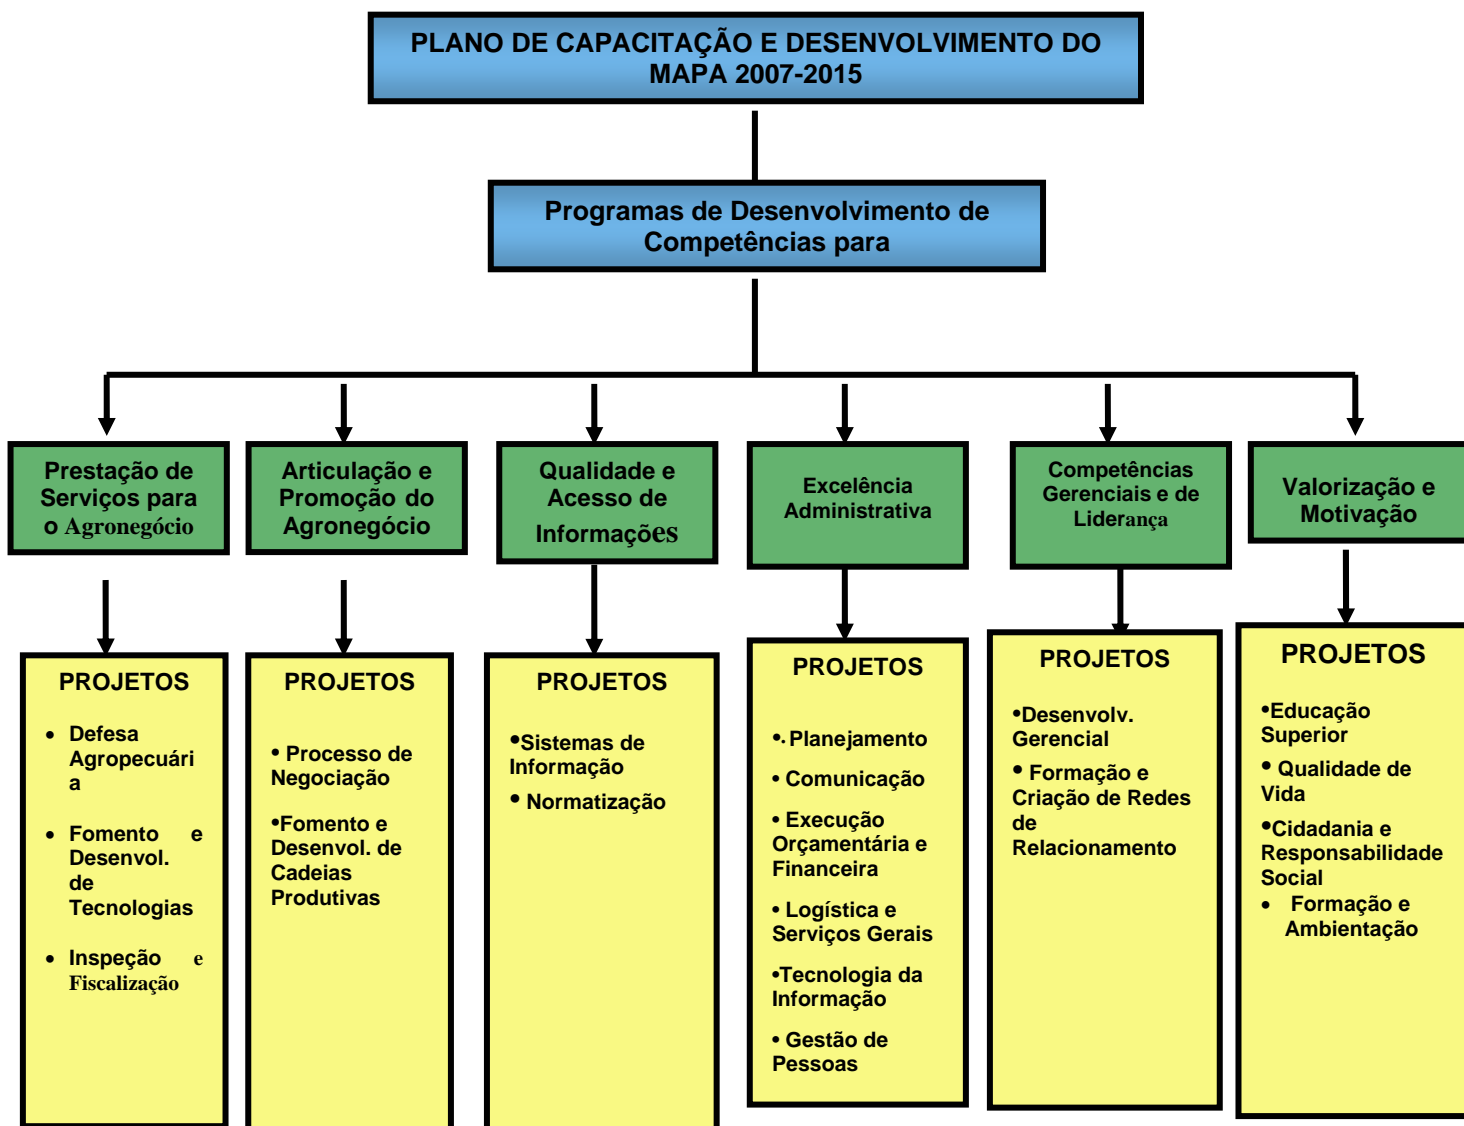 PLANO DE CAPACITAÇÃO E DESENVOLVIMENTO DO
MAPA 2007-2015
Programas de Desenvolvimento de
Competências para
Prestação de
Serviços para
o Agronegócio
Articulação e
Promoção do
Agronegócio
Qualidade e
Acesso de
Informações
Excelência
Administrativa
Competências
Gerenciais e de
Liderança
Valorização e
Motivação
PROJETOS
• Defesa
Agropecuári
a
• Fomento e
Desenvol.
de
Tecnologias
• Inspeção e
Fiscalização
PROJETOS
• Processo de
Negociação
•Fomento e
Desenvol. de
Cadeias
Produtivas
PROJETOS
•Sistemas de
Informação
• Normatização
PROJETOS
•. Planejamento
• Comunicação
• Execução
Orçamentária e
Financeira
• Logística e
Serviços Gerais
•Tecnologia da
Informação
• Gestão de
Pessoas
PROJETOS
•Desenvolv.
Gerencial
• Formação e
Criação de Redes
de
Relacionamento
PROJETOS
•Educação
Superior
• Qualidade de
Vida
•Cidadania e
Responsabilidade
Social
• Formação e
Ambientação